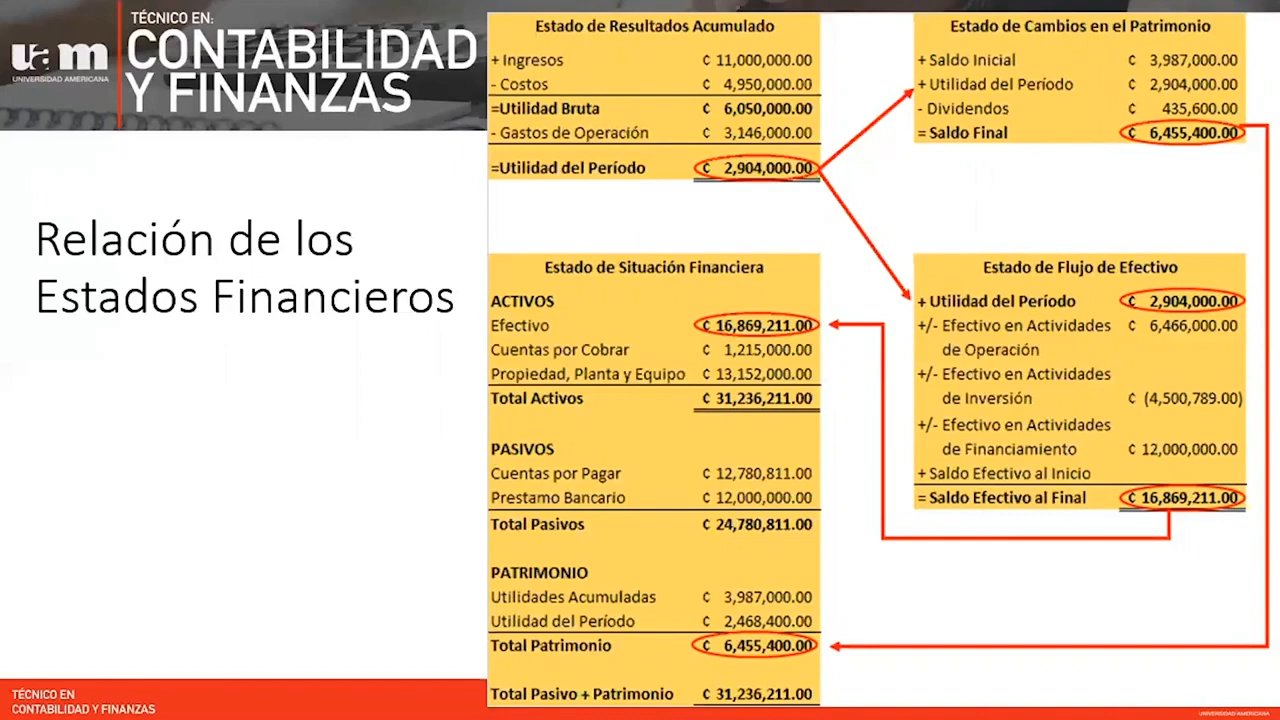 uam
UNIVERSIDAD AMERICANA
TÉCNICO EN:
CONTABILIDAD
Y FINANZAS
Relación de los
Estados Financieros
Estado de Resultados Acumulado
+ Ingresos ₡ 11,000,000.00
- Costos ₡ 4,950,000.00
=Utilidad Bruta ₡ 6,050,000.00
- Gastos de Operación ₡ 3,146,000.00
=Utilidad del Período ₡ 2,904,000.00
Estado de Cambios en el Patrimonio
+ Saldo Inicial ₡ 3,987,000.00
+ Utilidad del Período ₡ 2,904,000.00
- Dividendos ₡ 435,600.00
= Saldo Final ₡ 6,455,400.00
Estado de Situación Financiera
ACTIVOS
Efectivo ₡ 16,869,211.00
Cuentas por Cobrar ₡ 1,215,000.00
Propiedad, Planta y Equipo ₡ 13,152,000.00
Total Activos ₡ 31,236,211.00
PASIVOS
Cuentas por Pagar ₡ 12,780,811.00
Prestamo Bancario ₡ 12,000,000.00
Total Pasivos ₡ 24,780,811.00
PATRIMONIO
Utilidades Acumuladas ₡ 3,987,000.00
Utilidad del Período ₡ 2,468,400.00
Total Patrimonio ₡ 6,455,400.00
Total Pasivo + Patrimonio ₡ 31,236,211.00
Estado de Flujo de Efectivo
+ Utilidad del Período ₡ 2,904,000.00
+/- Efectivo en Actividades ₡ 6,466,000.00
de Operación
+/- Efectivo en Actividades
de Inversión ₡ (4,500,789.00)
+/- Efectivo en Actividades
de Financiamiento ₡ 12,000,000.00
+ Saldo Efectivo al Inicio
= Saldo Efectivo al Final ₡ 16,869,211.00
TÉCNICO EN
CONTABILIDAD Y FINANZAS
UNIVERSIDAD AMERICANA